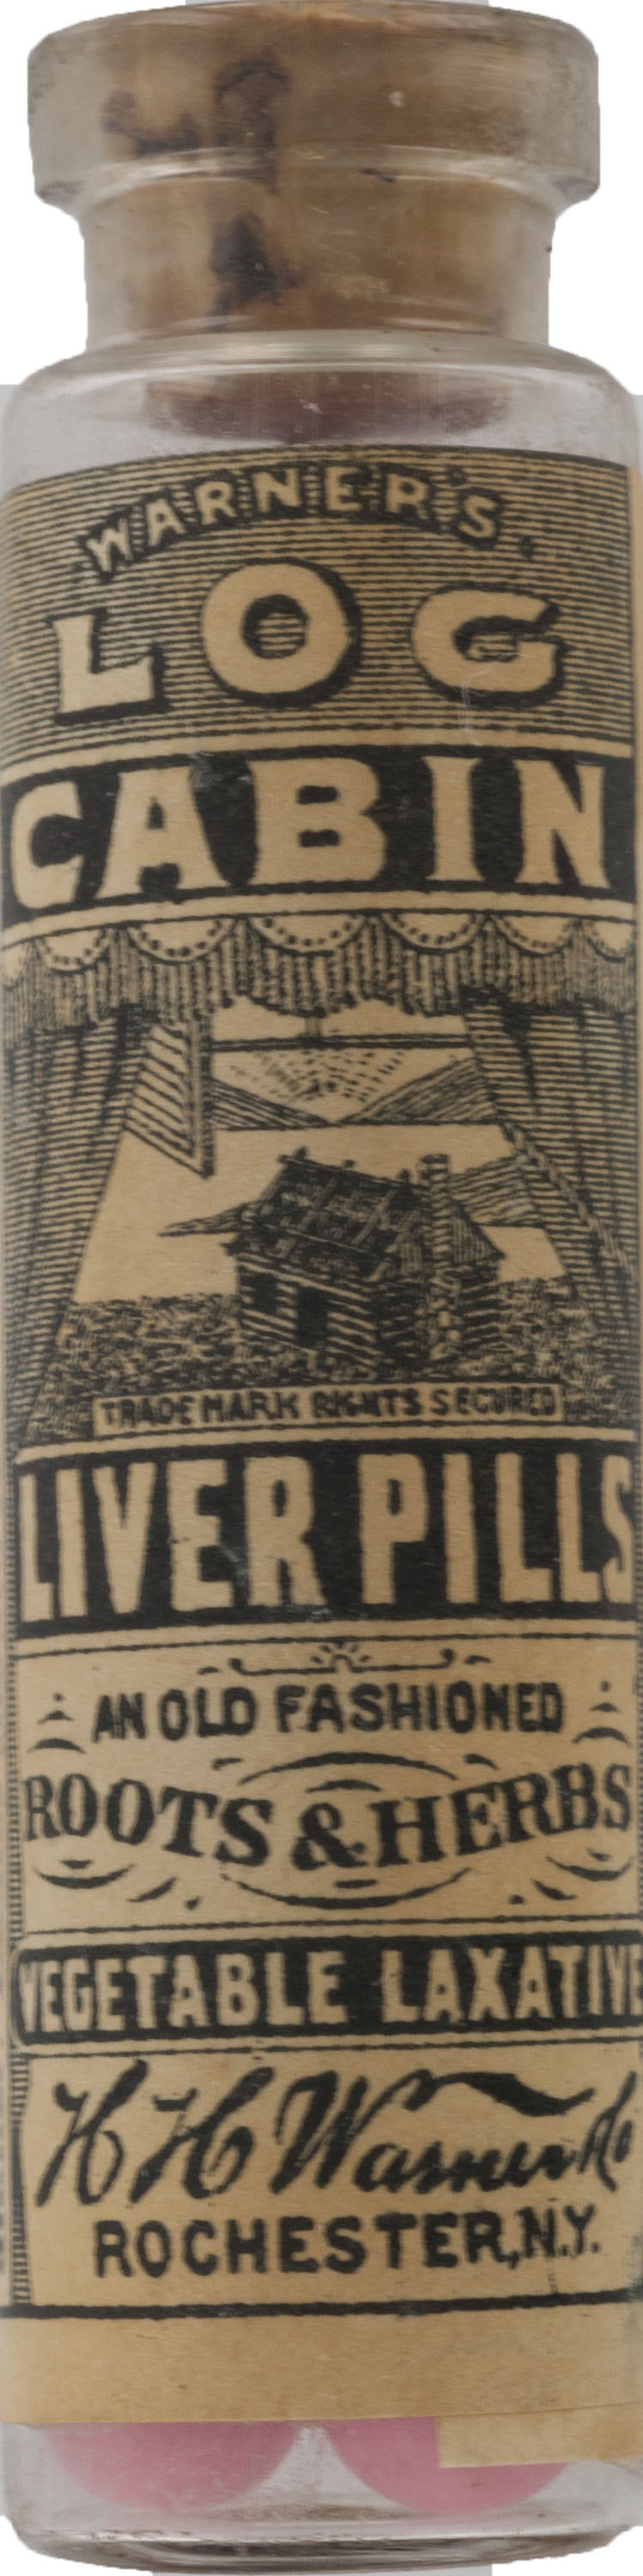 WARNER'S
LOG
CABIN
TRADE MARK RIGHTS SECURED
LIVER PILLS
AN OLD FASHIONED
ROOTS & HERBS
VEGETABLE LAXATIVE
H H Warner & Co
ROCHESTER, N.Y.